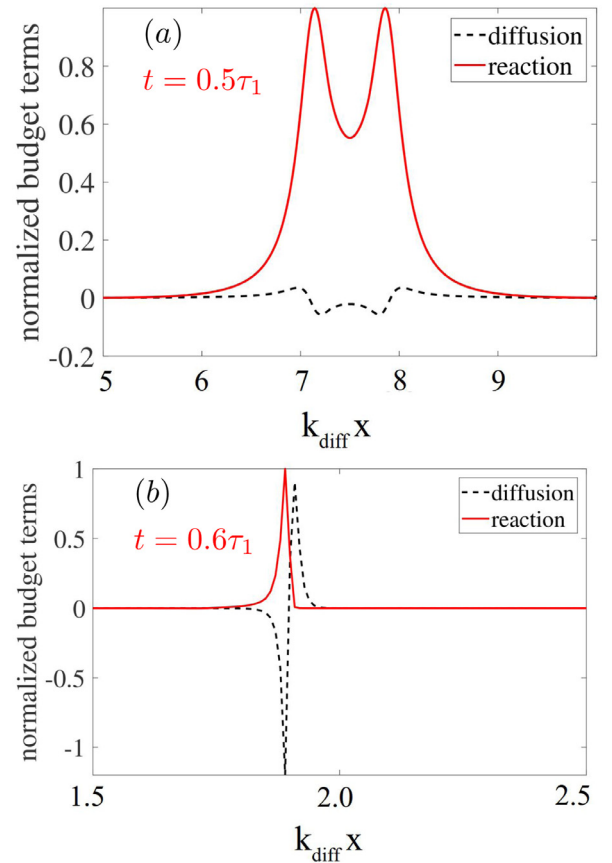 (a)
t = 0.5τ₁
diffusion
reaction
normalized budget terms
0.8
0.6
0.4
0.2
0
-0.2
5
6
7
8
9
k_diff x
(b)
t = 0.6τ₁
diffusion
reaction
normalized budget terms
1
0.5
0
-0.5
-1
1.5
2.0
2.5
k_diff x